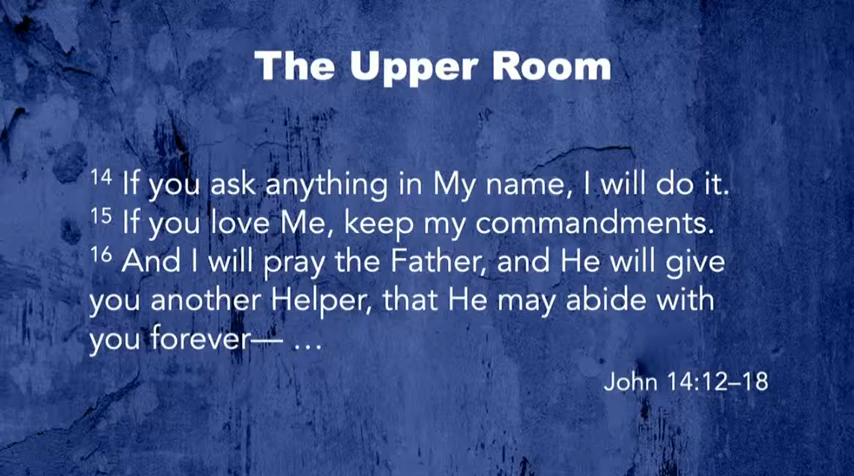 The Upper Room
¹⁴ If you ask anything in My name, I will do it.
¹⁵ If you love Me, keep my commandments.
¹⁶ And I will pray the Father, and He will give
you another Helper, that He may abide with
you forever— …
John 14:12–18